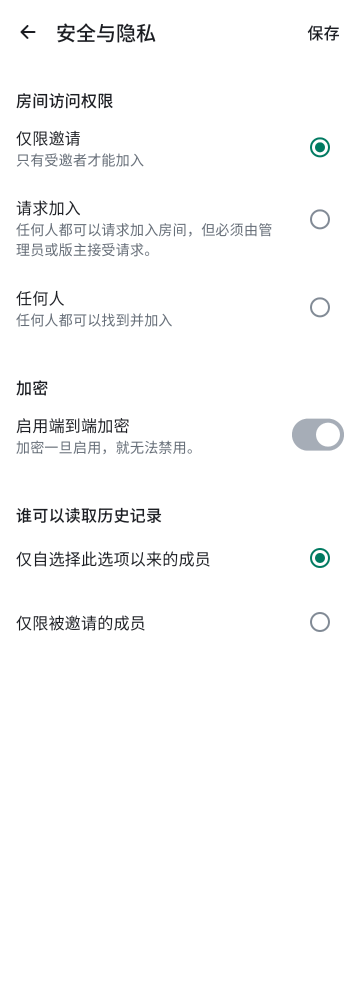 安全与隐私
保存
房间访问权限
仅限邀请
只有受邀者才能加入
请求加入
任何人都可以请求加入房间，但必须由管
理员或版主接受请求。
任何人
任何人都可以找到并加入
加密
启用端到端加密
加密一旦启用，就无法禁用。
谁可以读取历史记录
仅自选择此选项以来的成员
仅限被邀请的成员